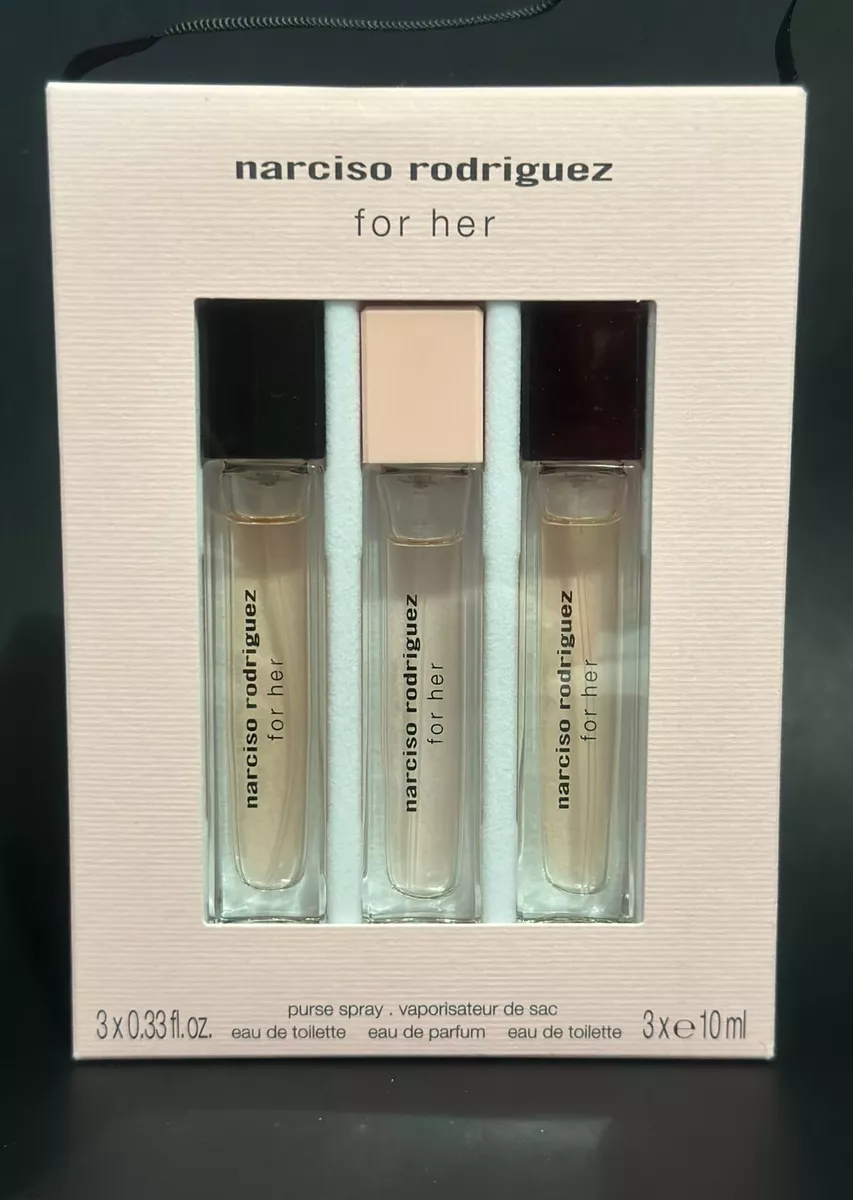 narciso rodriguez
for her
narciso rodriguez
for her
narciso rodriguez
for her
narciso rodriguez
for her
purse spray . vaporisateur de sac
3 x 0.33 fl. oz. eau de toilette eau de parfum eau de toilette 3 x ℮ 10 ml